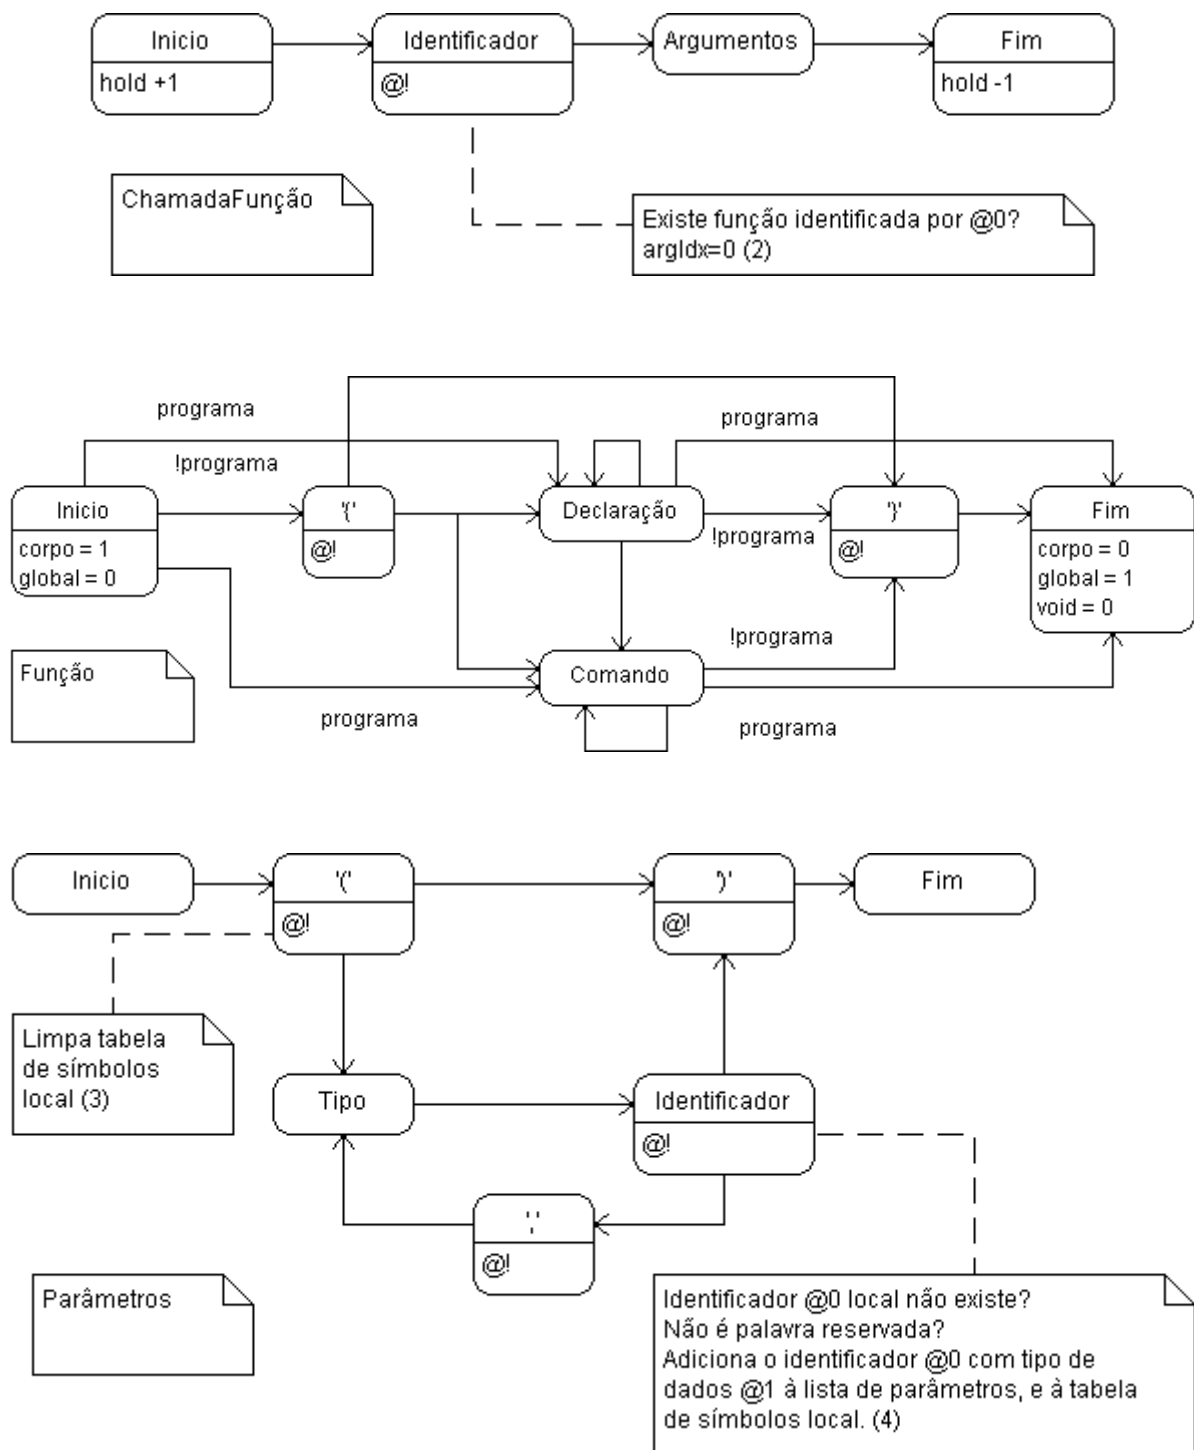 Inicio
hold +1
Identificador
@!
Argumentos
Fim
hold -1
ChamadaFunção
Existe função identificada por @0?
argIdx=0 (2)
programa
programa
!programa
Inicio
corpo = 1
global = 0
'{'
@!
Declaração
!programa
'}'
@!
Fim
corpo = 0
global = 1
void = 0
!programa
Função
Comando
programa
programa
Inicio
'('
@!
')'
@!
Fim
Limpa tabela
de símbolos
local (3)
Tipo
Identificador
@!
','
@!
Parâmetros
Identificador @0 local não existe?
Não é palavra reservada?
Adiciona o identificador @0 com tipo de
dados @1 à lista de parâmetros, e à tabela
de símbolos local. (4)